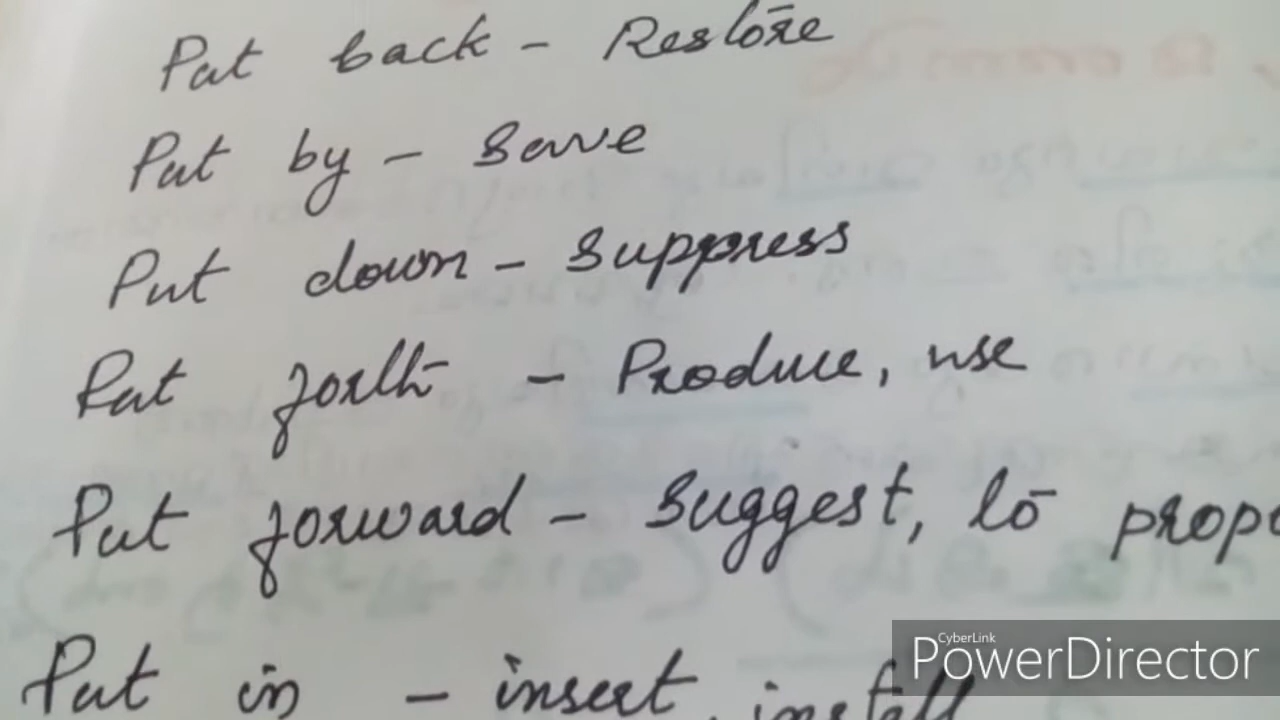 Put back - Restore
Put by - Save
Put down - Suppress
Put forth - Produce, use
Put forward - Suggest, to propo
Put in - insert, install
CyberLink
PowerDirector